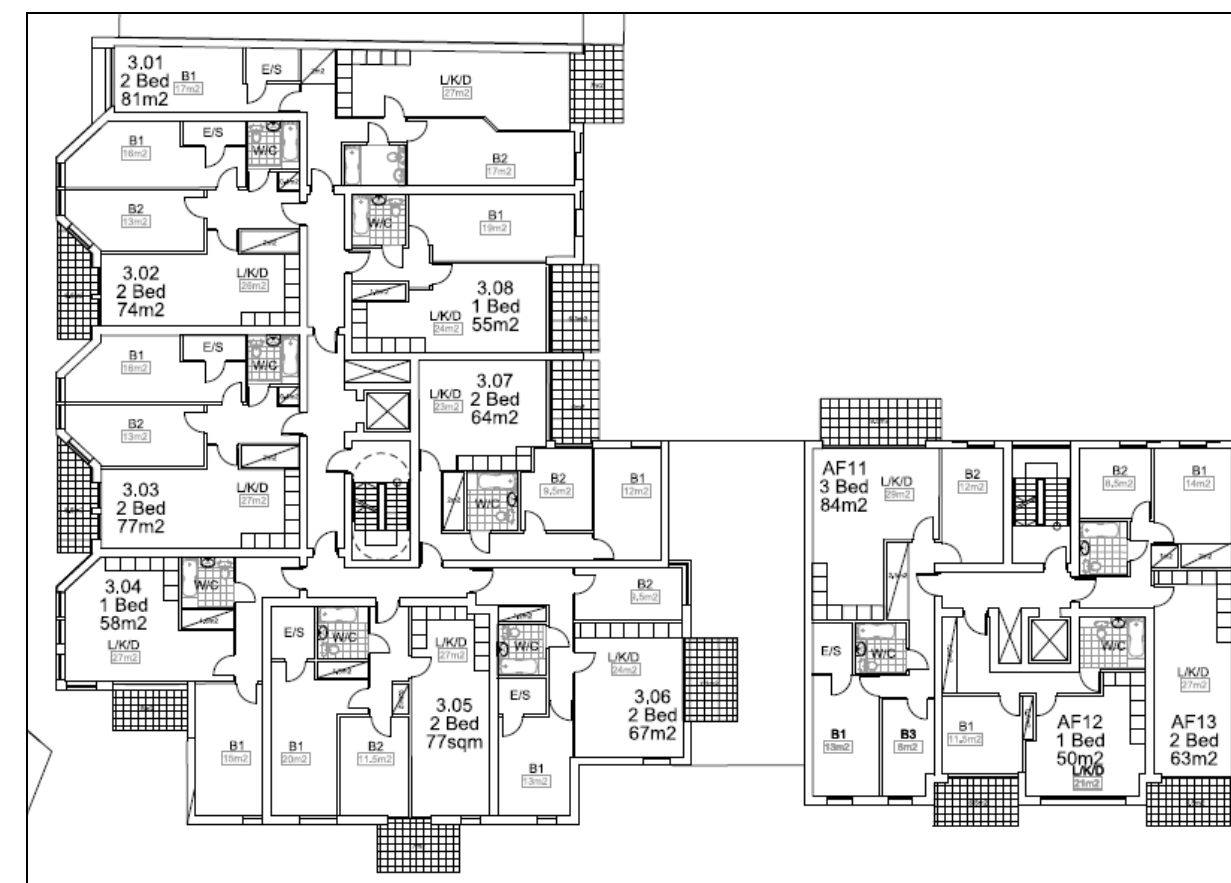 3.01
2 Bed
81m2
B1
17m2
E/S
L/K/D
27m2
B2
17m2
B1
16m2
E/S
W/C
B2
13m2
3.02
2 Bed
74m2
L/K/D
26m2
W/C
B1
19m2
3.08
1 Bed
55m2
L/K/D
24m2
B1
16m2
E/S
W/C
B2
13m2
3.03
2 Bed
77m2
L/K/D
27m2
3.07
2 Bed
64m2
L/K/D
23m2
W/C
B2
9.5m2
B1
12m2
3.04
1 Bed
58m2
L/K/D
27m2
W/C
B1
15m2
E/S
W/C
B1
20m2
B2
11.5m2
L/K/D
27m2
3.05
2 Bed
77sqm
W/C
E/S
B1
13m2
B2
9.5m2
L/K/D
24m2
3.06
2 Bed
67m2
AF11
3 Bed
84m2
L/K/D
29m2
B2
12m2
E/S
W/C
B1
13m2
B3
8m2
B2
8.5m2
B1
14m2
W/C
B1
11.5m2
AF12
1 Bed
50m2
L/K/D
21m2
L/K/D
27m2
AF13
2 Bed
63m2